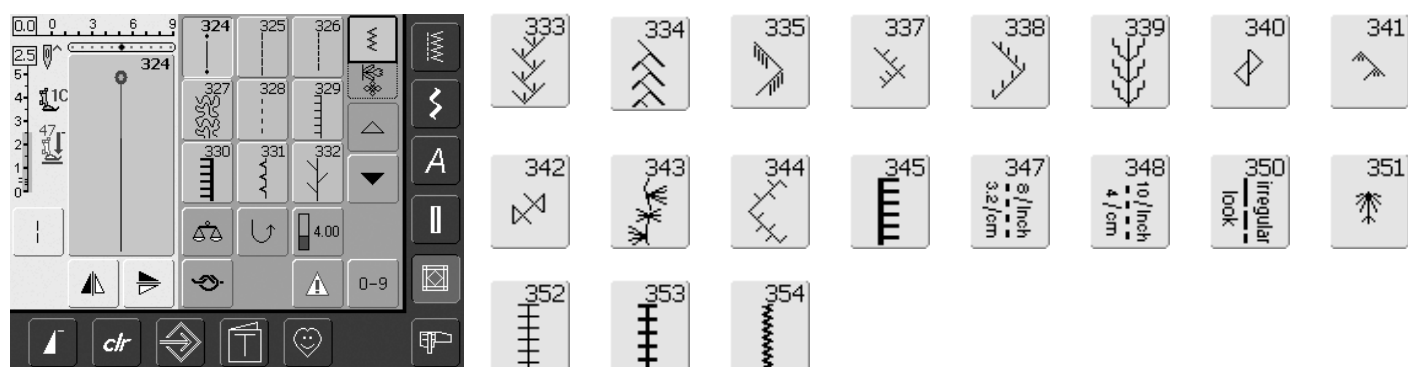 0.0 0 3 6 9
324 325 326
2.5
324
5
4
1C
3
47
2
1
0
327 328 329
330 331 332
4.00
0-9
A
clr
T
333 334 335 337 338 339 340 341
342 343 344 345 347 348 350 351
8/Inch
3.2/cm
10/Inch
4/cm
irregular
look
352 353 354